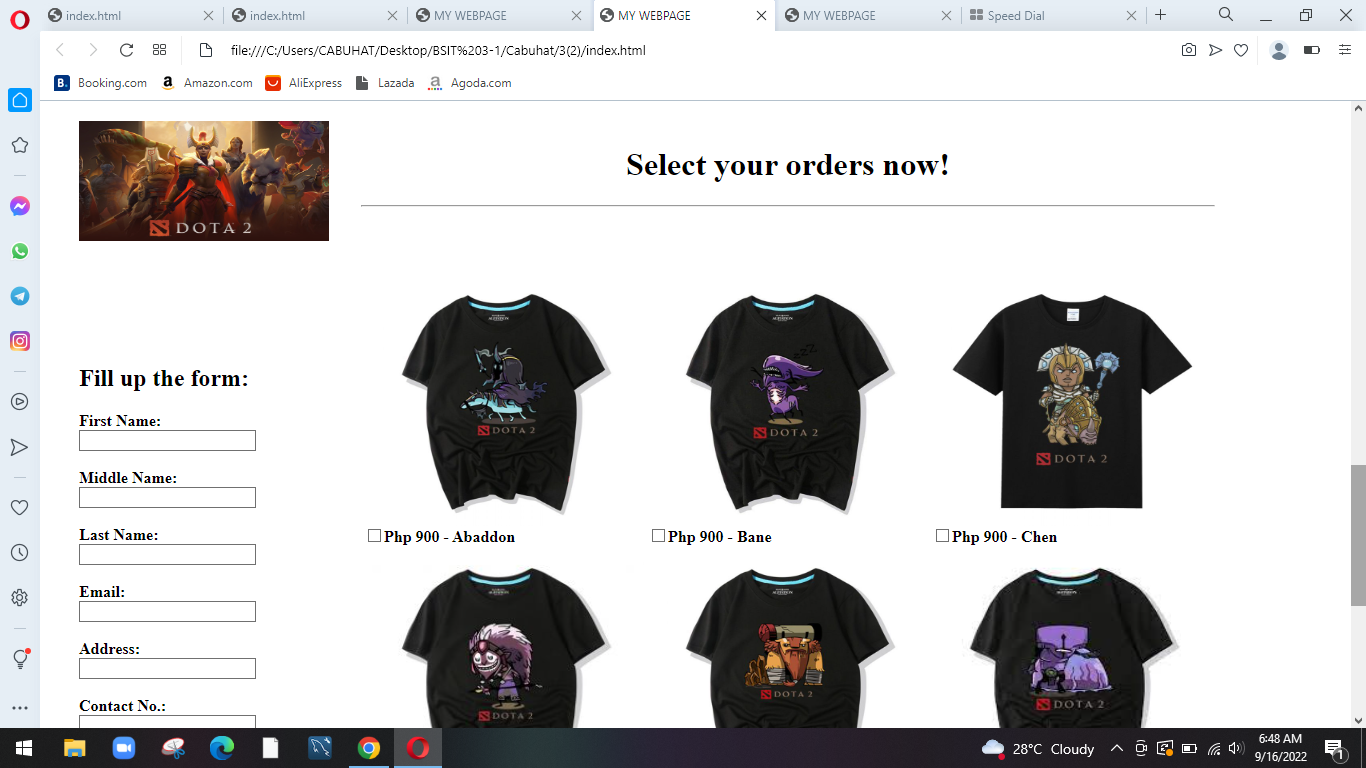 index.html
index.html
MY WEBPAGE
MY WEBPAGE
MY WEBPAGE
Speed Dial
file:///C:/Users/CABUHAT/Desktop/BSIT%203-1/Cabuhat/3(2)/index.html
B. Booking.com
a Amazon.com
AliExpress
Lazada
a Agoda.com
DOTA 2
Select your orders now!
Fill up the form:
First Name:
Middle Name:
Last Name:
Email:
Address:
Contact No.:
DOTA 2
zzz
DOTA 2
DOTA 2
Php 900 - Abaddon
Php 900 - Bane
Php 900 - Chen
DOTA 2
DOTA 2
DOTA 2
28°C Cloudy
6:48 AM
9/16/2022
1